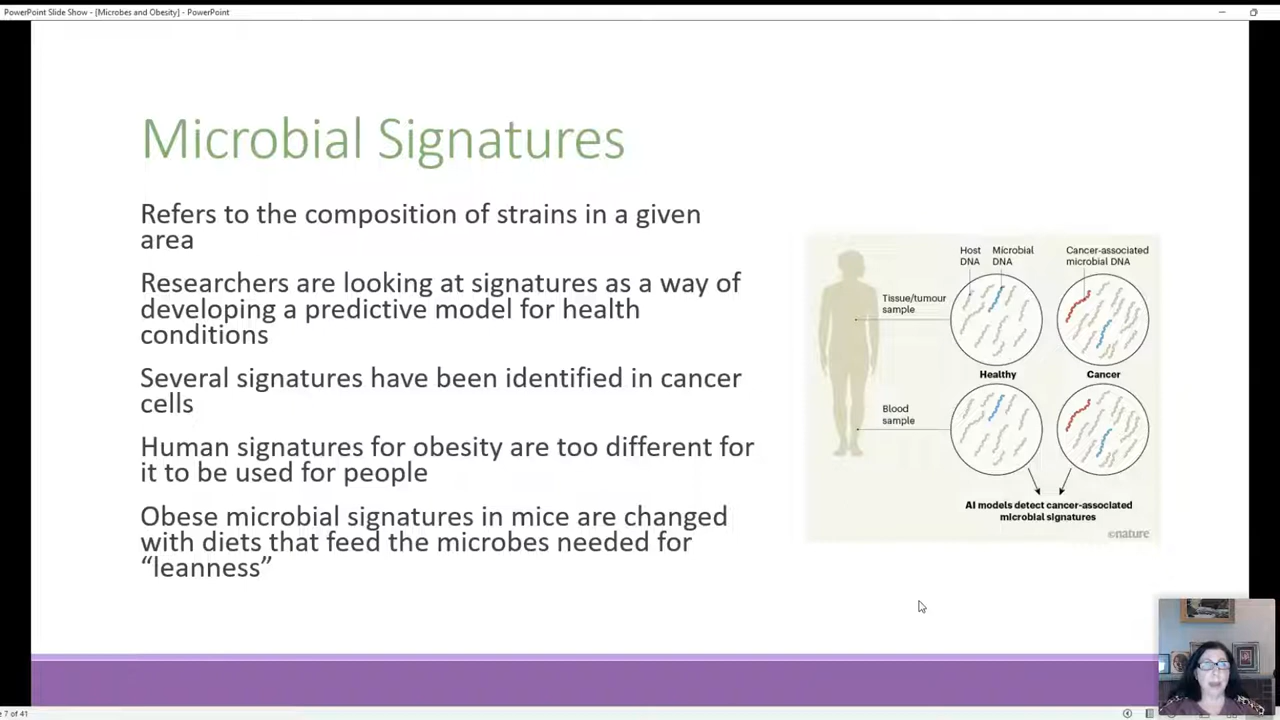 PowerPoint Slide Show - [Microbes and Obesity] - PowerPoint
Microbial Signatures
Refers to the composition of strains in a given
area
Researchers are looking at signatures as a way of
developing a predictive model for health
conditions
Several signatures have been identified in cancer
cells
Human signatures for obesity are too different for
it to be used for people
Obese microbial signatures in mice are changed
with diets that feed the microbes needed for
“leanness”
Host
DNA
Microbial
DNA
Cancer-associated
microbial DNA
Tissue/tumour
sample
Healthy
Cancer
Blood
sample
AI models detect cancer-associated
microbial signatures
©nature
e 7 of 41